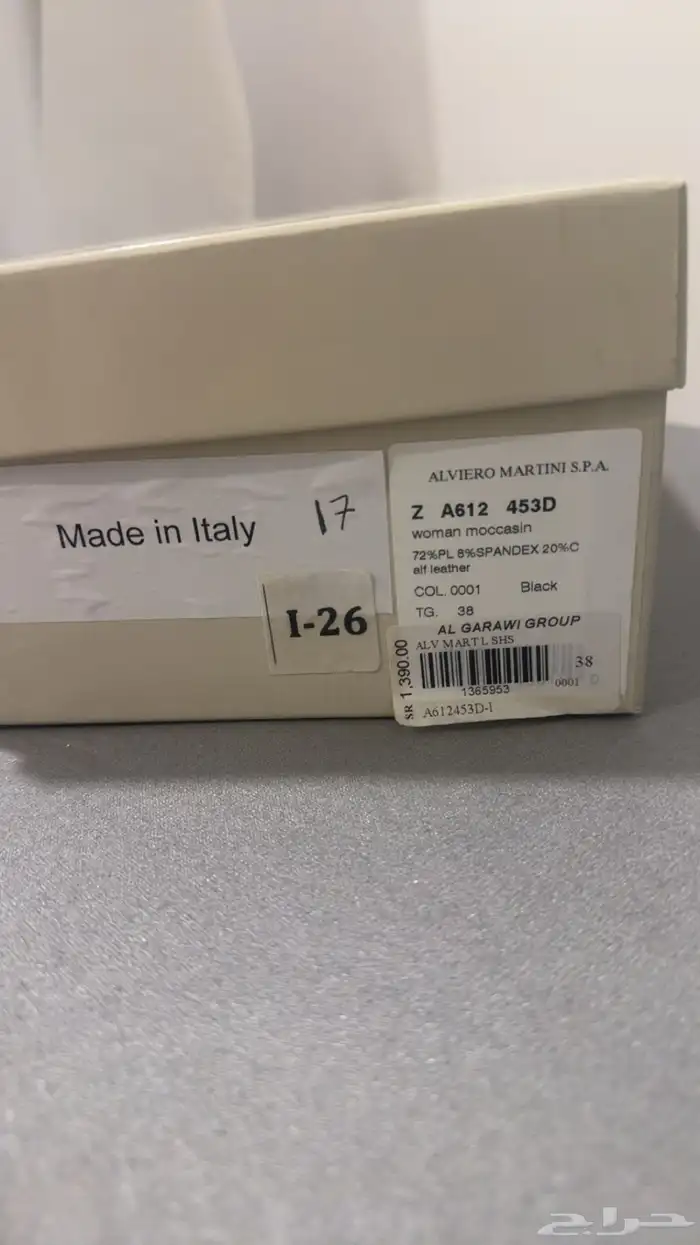 Made in Italy
17
I-26
ALVIERO MARTINI S.P.A.
Z A612 453D
woman moccasin
72%PL 8%SPANDEX 20%C
alf leather
COL. 0001 Black
TG. 38
AL GARAWI GROUP
ALV MART L SHS
SR 1,390.00
38
1365953
0001
A612453D-1
حراج